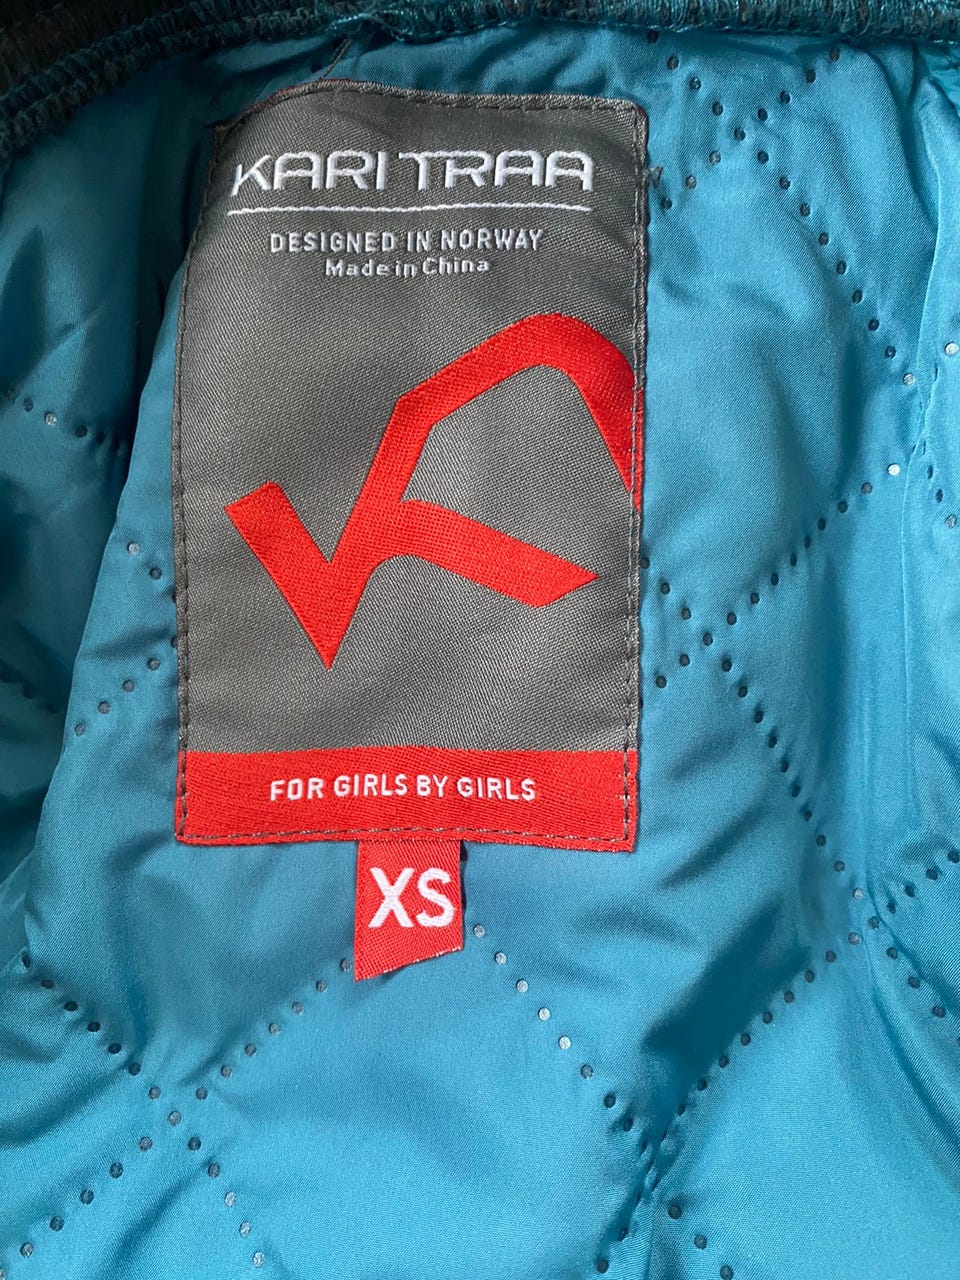 KARI TRAA
DESIGNED IN NORWAY
Made in China
FOR GIRLS BY GIRLS
XS